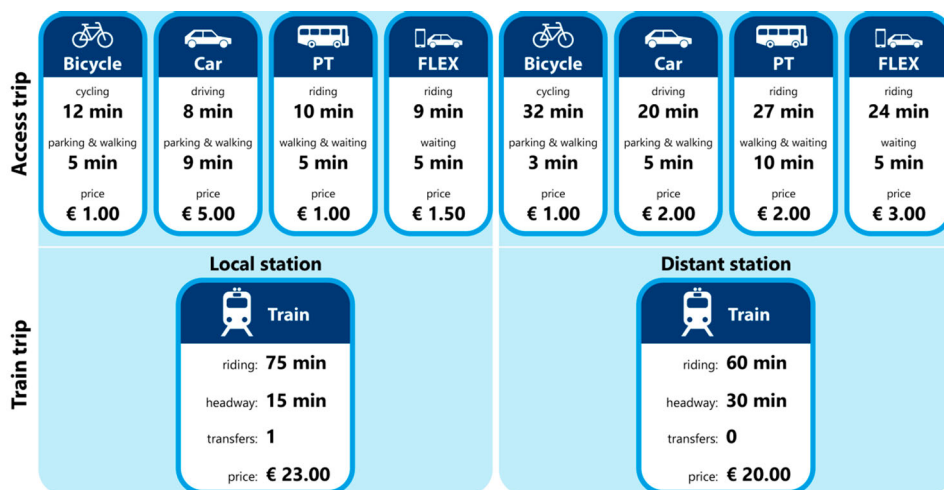 Access trip
Bicycle
cycling
12 min
parking & walking
5 min
price
€ 1.00
Car
driving
8 min
parking & walking
9 min
price
€ 5.00
PT
riding
10 min
walking & waiting
5 min
price
€ 1.00
FLEX
riding
9 min
waiting
5 min
price
€ 1.50
Bicycle
cycling
32 min
parking & walking
3 min
price
€ 1.00
Car
driving
20 min
parking & walking
5 min
price
€ 2.00
PT
riding
27 min
walking & waiting
10 min
price
€ 2.00
FLEX
riding
24 min
waiting
5 min
price
€ 3.00
Train trip
Local station
Train
riding: 75 min
headway: 15 min
transfers: 1
price: € 23.00
Distant station
Train
riding: 60 min
headway: 30 min
transfers: 0
price: € 20.00